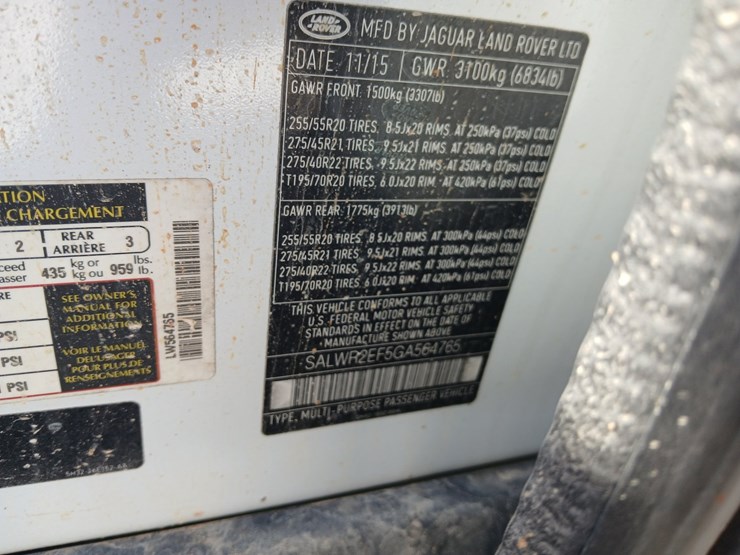 LAND-
ROVER
MFD BY JAGUAR LAND ROVER LTD
DATE: 11/15 GWR: 3100kg (6834lb)
GAWR FRONT: 1500kg (3307lb)
255/55R20 TIRES, 8.5Jx20 RIMS. AT 250kPa (37psi) COLD
275/45R21 TIRES, 9.5Jx21 RIMS. AT 250kPa (37psi) COLD
275/40R22 TIRES, 9.5Jx22 RIMS. AT 250kPa (37psi) COLD
T195/70R20 TIRES, 6.0Jx20 RIM. AT 420kPa (61psi) COLD
GAWR REAR: 1775kg (3913lb)
255/55R20 TIRES, 8.5Jx20 RIMS. AT 300kPa (44psi) COLD
275/45R21 TIRES, 9.5Jx21 RIMS. AT 300kPa (44psi) COLD
275/40R22 TIRES, 9.5Jx22 RIMS. AT 300kPa (44psi) COLD
T195/70R20 TIRES, 6.0Jx20 RIM. AT 420kPa (61psi) COLD
THIS VEHICLE CONFORMS TO ALL APPLICABLE
U.S. FEDERAL MOTOR VEHICLE SAFETY
STANDARDS IN EFFECT ON THE DATE OF
MANUFACTURE SHOWN ABOVE
SALWR2EF5GA564765
TYPE, MULTI-PURPOSE PASSENGER VEHICLE
TION
CHARGEMENT
2 REAR
ARRIÈRE 3
ceed
asser 435 kg or
kg ou 959 lbs.
lb.
RE
SEE OWNER'S
MANUAL FOR
ADDITIONAL
INFORMATION
PSI
VOIR LE MANUEL
DE L'USAGER
POUR PLUS DE
RENSEIGNEMENTS
PSI
PSI
LW564765